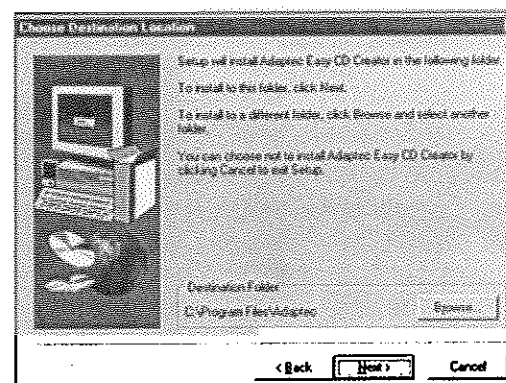 Choose Destination Location
Setup will install Adaptec Easy CD Creator in the following folder.
To install to this folder, click Next.
To install to a different folder, click Browse and select another
folder.
You can choose not to install Adaptec Easy CD Creator by
clicking Cancel to exit Setup.
Destination Folder
C:\Program Files\Adaptec
Browse...
< Back
Next >
Cancel